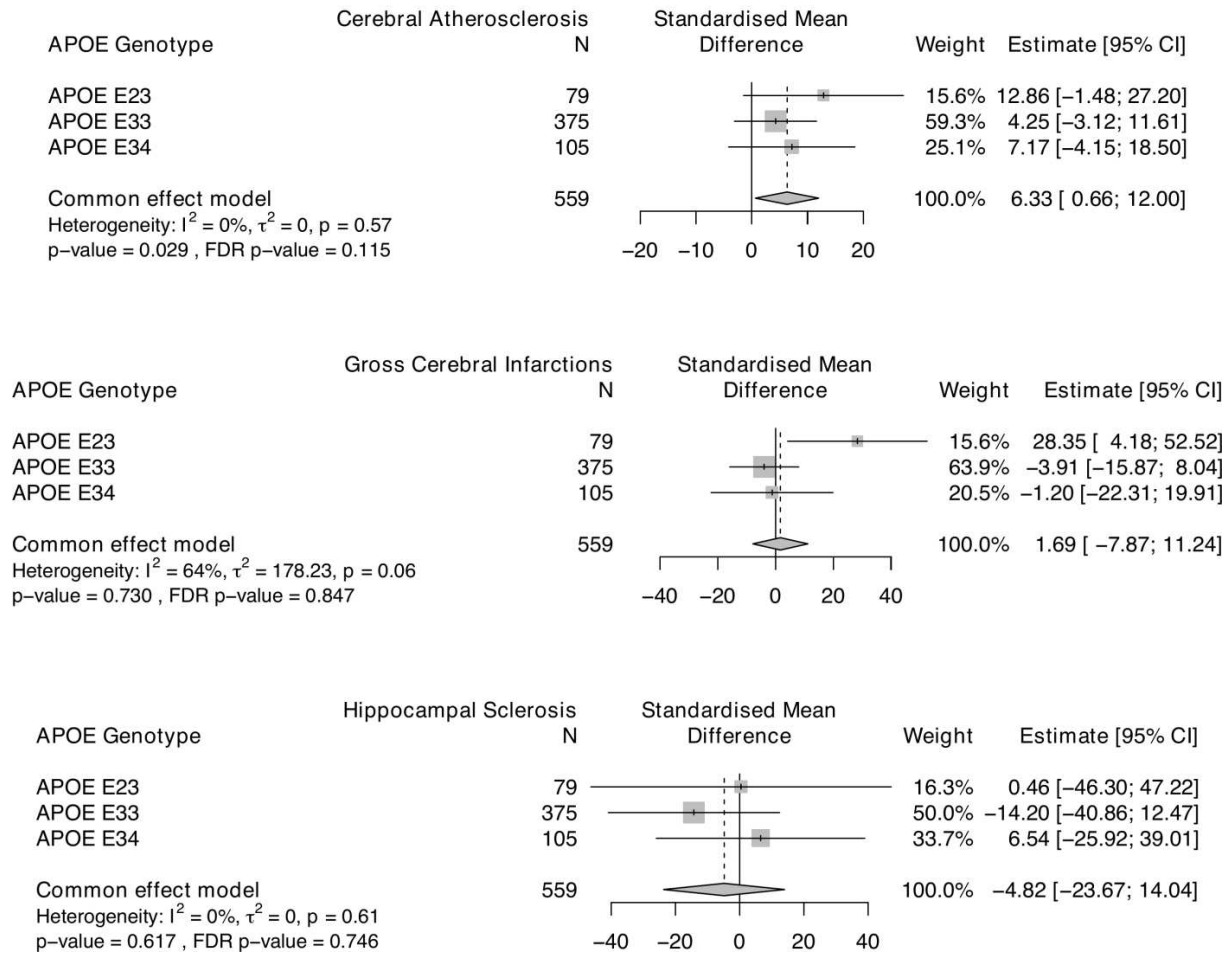 Cerebral Atherosclerosis Standardised Mean
APOE Genotype N Difference Weight Estimate [95% CI]
APOE E23 79 15.6% 12.86 [−1.48; 27.20]
APOE E33 375 59.3% 4.25 [−3.12; 11.61]
APOE E34 105 25.1% 7.17 [−4.15; 18.50]
Common effect model 559 100.0% 6.33 [ 0.66; 12.00]
Heterogeneity: I² = 0%, τ² = 0, p = 0.57
p−value = 0.029 , FDR p−value = 0.115
−20 −10 0 10 20
Gross Cerebral Infarctions Standardised Mean
APOE Genotype N Difference Weight Estimate [95% CI]
APOE E23 79 15.6% 28.35 [ 4.18; 52.52]
APOE E33 375 63.9% −3.91 [−15.87; 8.04]
APOE E34 105 20.5% −1.20 [−22.31; 19.91]
Common effect model 559 100.0% 1.69 [ −7.87; 11.24]
Heterogeneity: I² = 64%, τ² = 178.23, p = 0.06
p−value = 0.730 , FDR p−value = 0.847
−40 −20 0 20 40
Hippocampal Sclerosis Standardised Mean
APOE Genotype N Difference Weight Estimate [95% CI]
APOE E23 79 16.3% 0.46 [−46.30; 47.22]
APOE E33 375 50.0% −14.20 [−40.86; 12.47]
APOE E34 105 33.7% 6.54 [−25.92; 39.01]
Common effect model 559 100.0% −4.82 [−23.67; 14.04]
Heterogeneity: I² = 0%, τ² = 0, p = 0.61
p−value = 0.617 , FDR p−value = 0.746
−40 −20 0 20 40